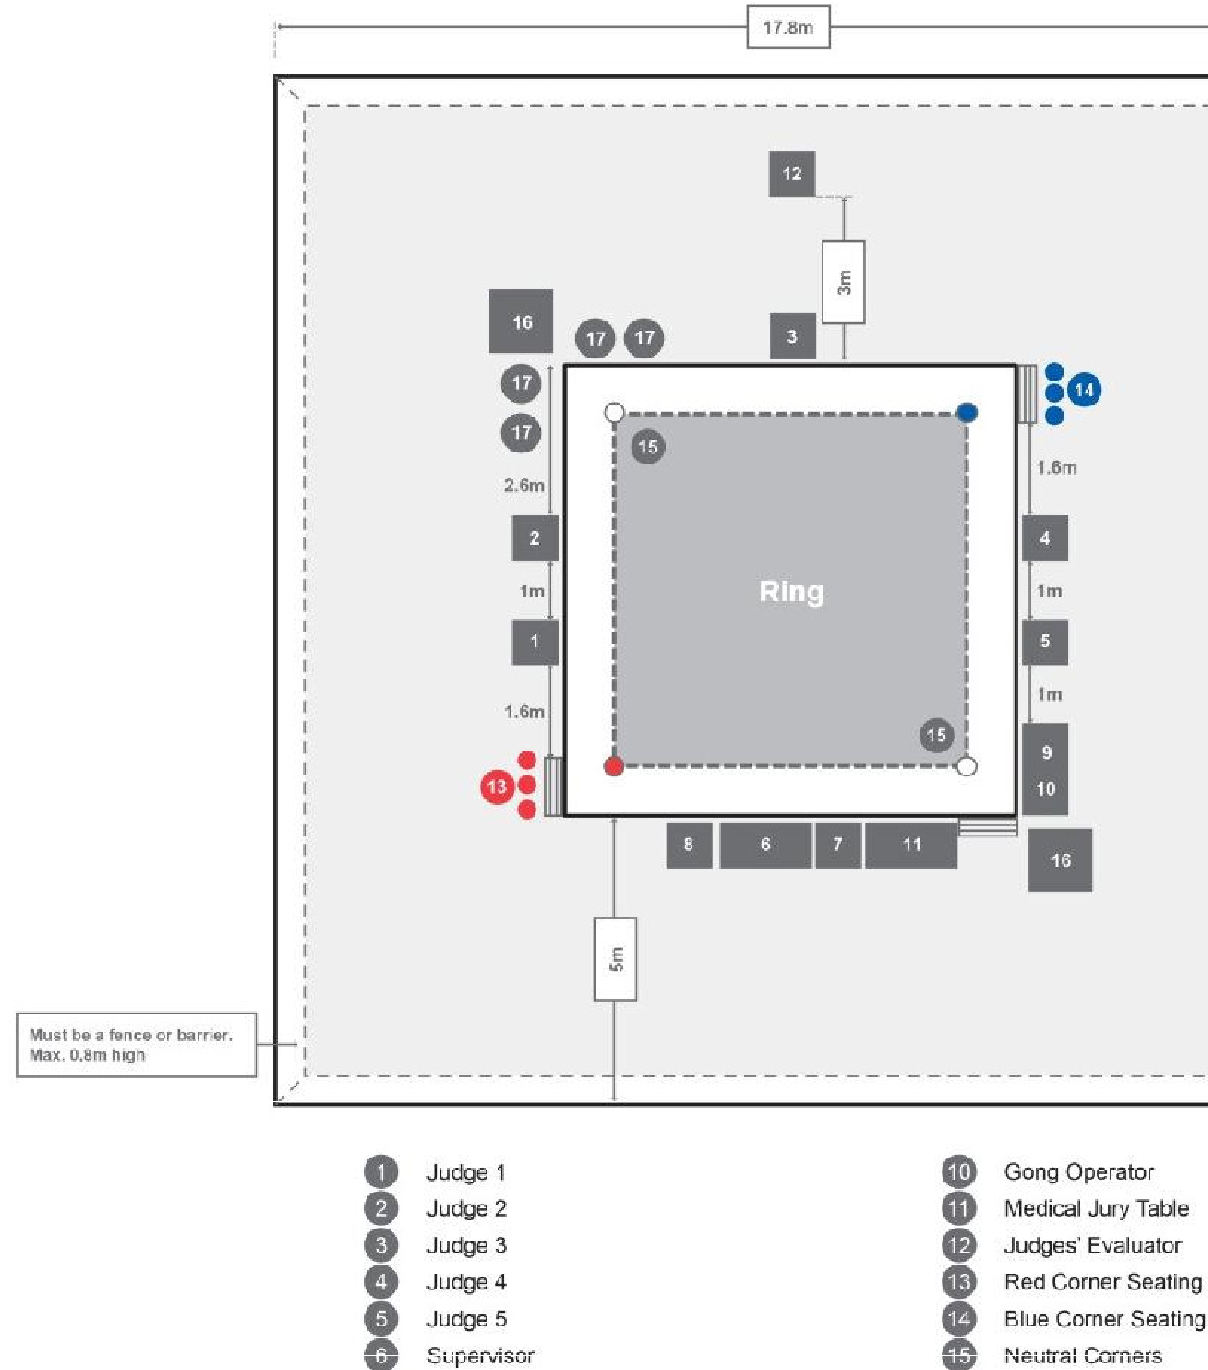 17.8m
12
3m
16
17
17
3
17
14
17
15
1.6m
2.6m
2
4
Ring
1m
1m
1
5
1m
1.6m
15
9
13
10
8
6
7
11
16
5m
Must be a fence or barrier.
Max. 0.8m high
1 Judge 1
2 Judge 2
3 Judge 3
4 Judge 4
5 Judge 5
6 Supervisor
10 Gong Operator
11 Medical Jury Table
12 Judges' Evaluator
13 Red Corner Seating
14 Blue Corner Seating
15 Neutral Corners